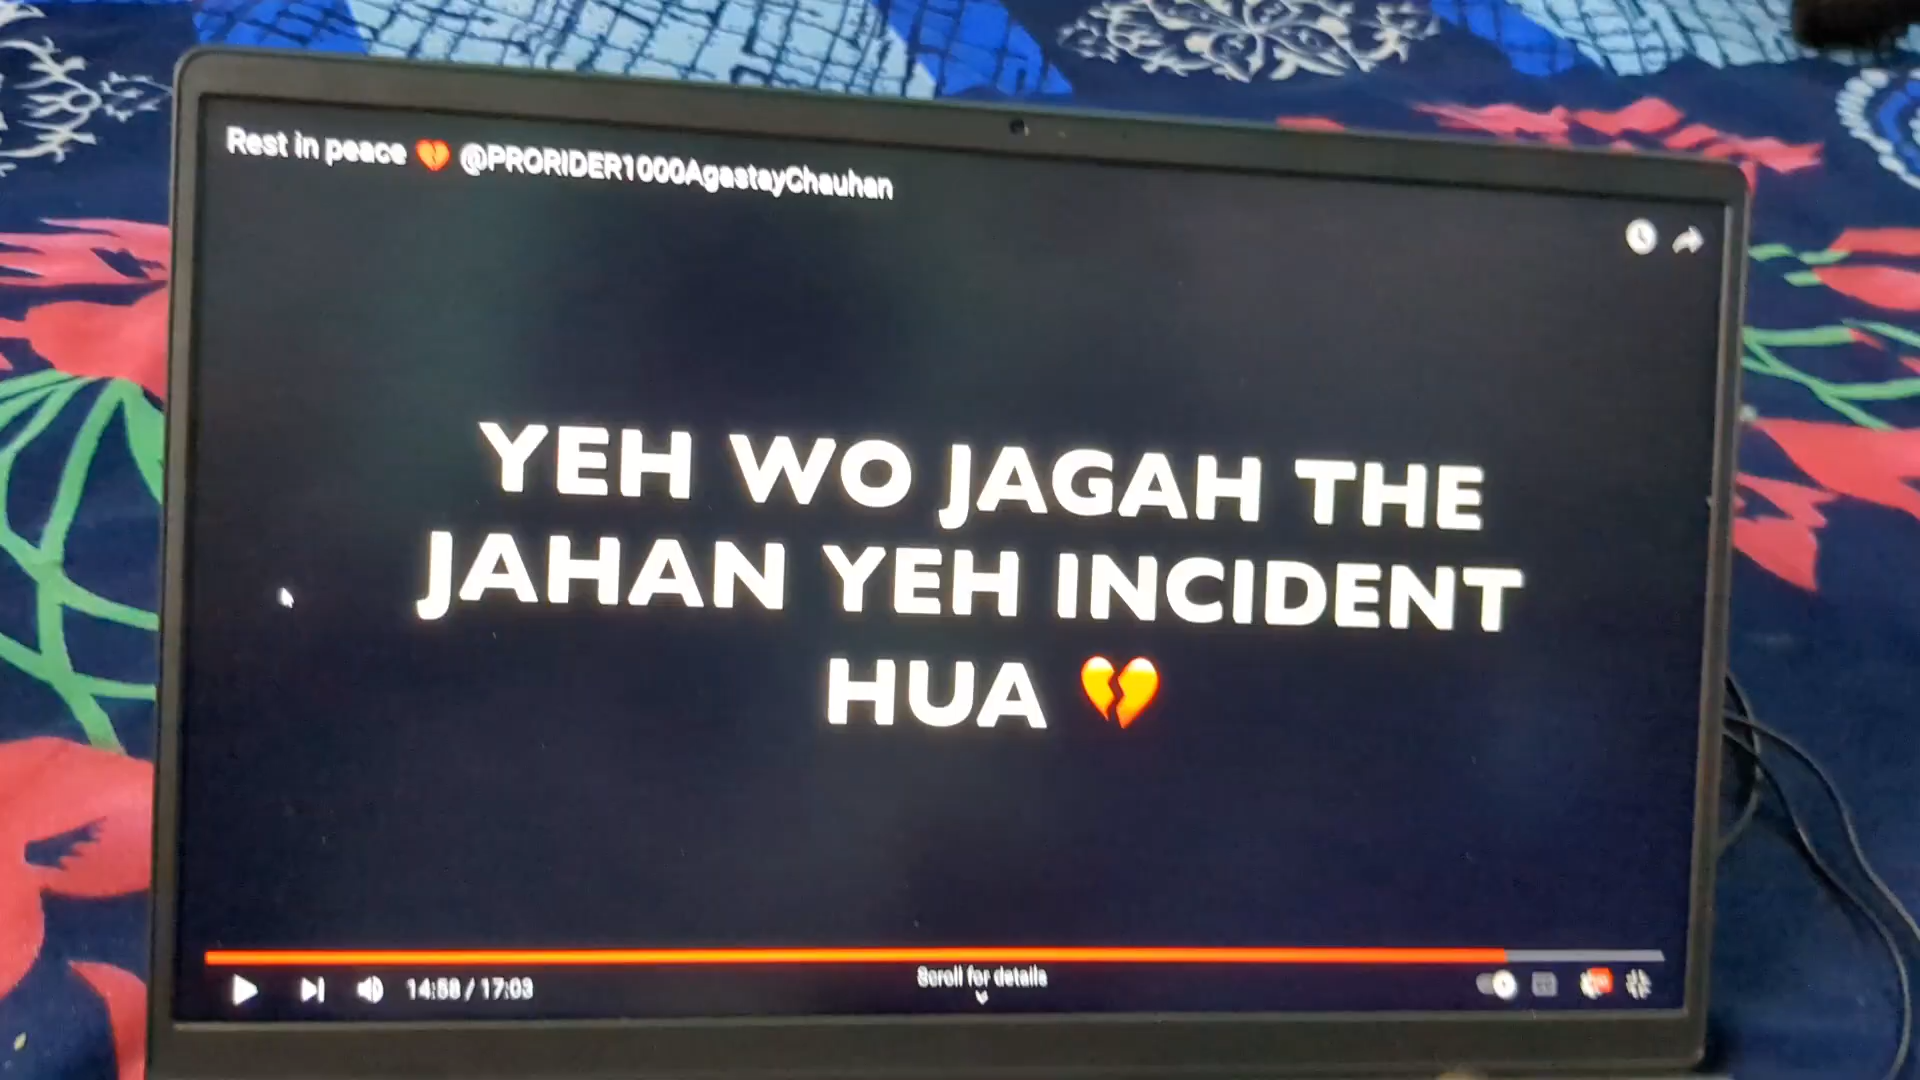 Rest in peace 💔 @PRORIDER1000AgastayChauhan
YEH WO JAGAH THE
JAHAN YEH INCIDENT
HUA 💔
14:58 / 17:03
Scroll for details